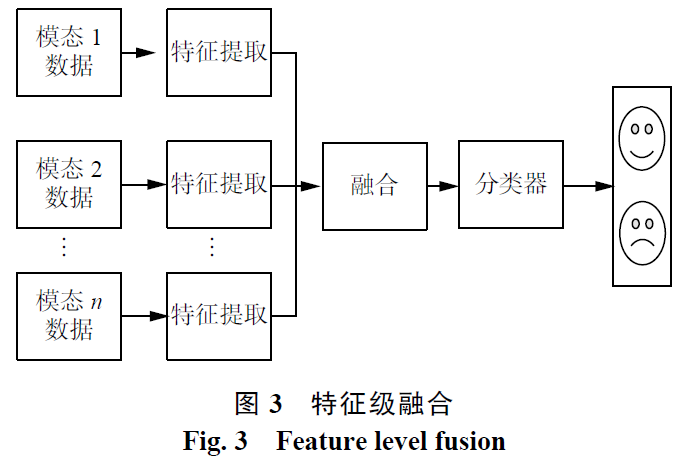 模态 1
数据
特征提取
模态 2
数据
特征提取
融合
分类器
⋮
⋮
模态 n
数据
特征提取
图 3 特征级融合
Fig. 3 Feature level fusion